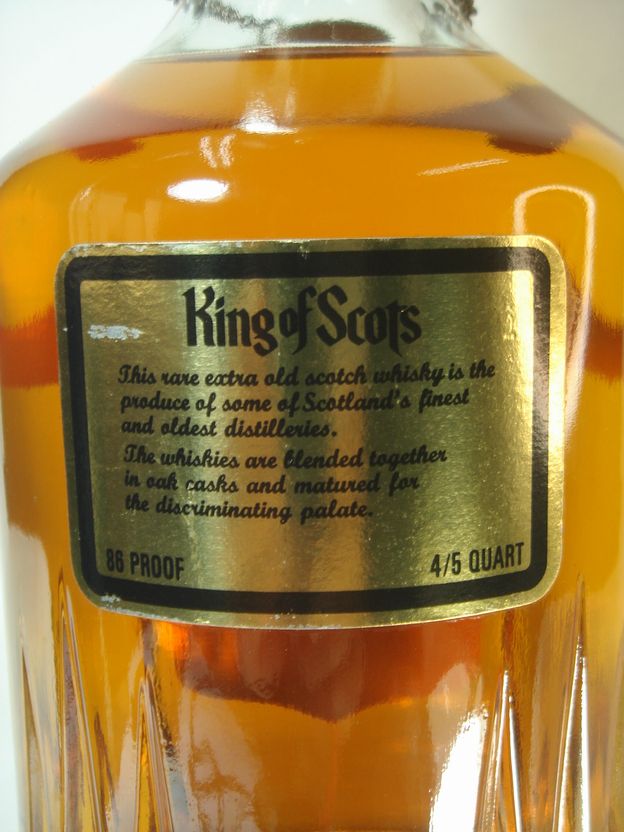 King of Scots
This rare extra old scotch whisky is the
produce of some of Scotland's finest
and oldest distilleries.
The whiskies are blended together
in oak casks and matured for
the discriminating palate.
86 PROOF 4/5 QUART